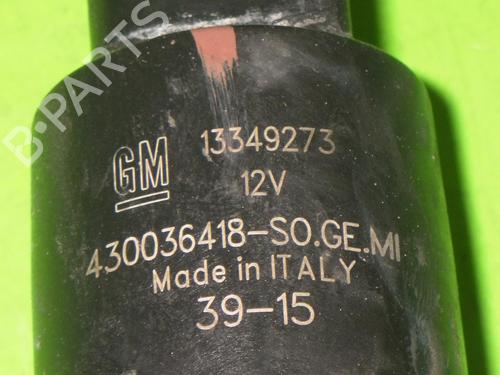 B-PARTS
GM 13349273
12V
430036418-SO.GE.MI
Made in ITALY
39-15